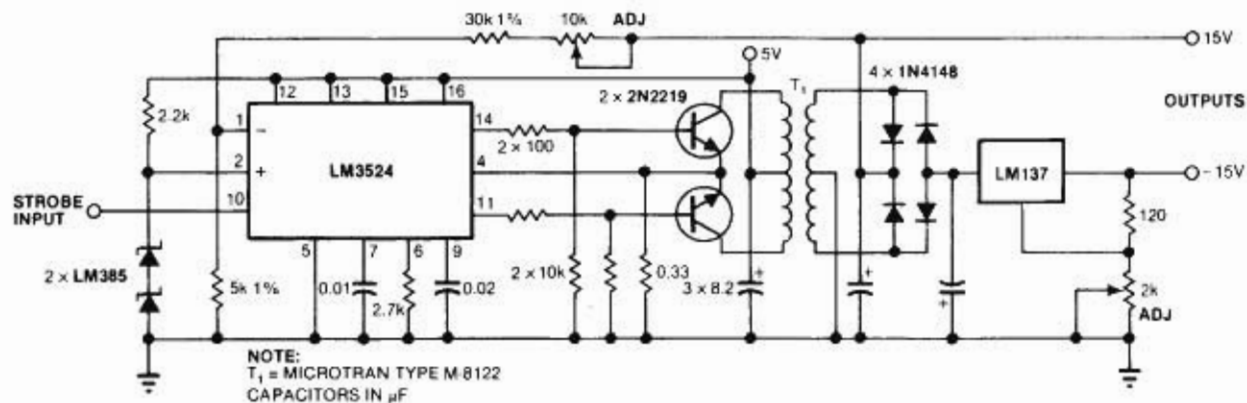 30k 1%
10k
ADJ
15V
5V
4 × 1N4148
12
13
15
16
T₁
2 × 2N2219
OUTPUTS
2.2k
1
−
14
2 × 100
2
+
LM3524
4
LM137
−15V
STROBE
INPUT
10
11
120
5
7
6
9
2 × LM385
5k 1%
0.01
2.7k
0.02
2 × 10k
0.33
3 × 8.2
+
+
+
2k
ADJ
NOTE:
T₁ = MICROTRAN TYPE M-8122
CAPACITORS IN µF